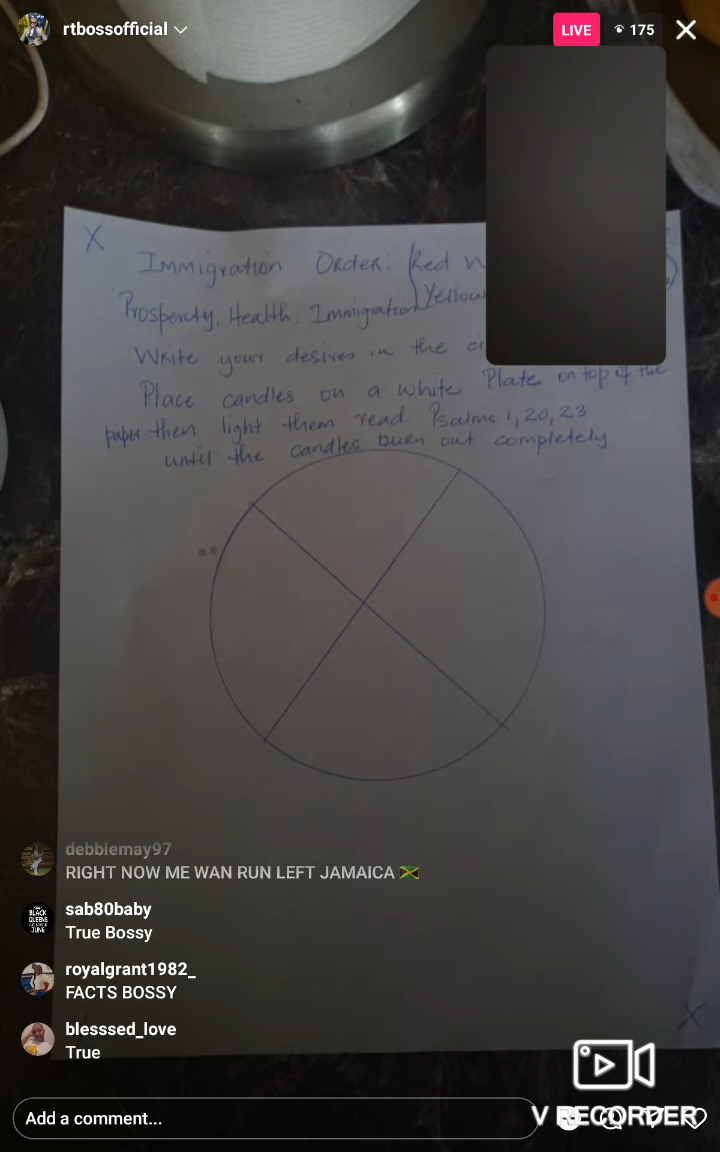 rtbossofficial
LIVE
175
X
Immigration Order: (Red
Prosperity, Health, Immigration Yellow
Write your desires in the
Place candles on a white Plate on top of the
paper then light them read Psalms 1, 20, 23
until the candles burn out completely
debbiemay97
RIGHT NOW ME WAN RUN LEFT JAMAICA 🇯🇲
sab80baby
True Bossy
royalgrant1982_
FACTS BOSSY
blesssed_love
True
X
Add a comment...
V RECORDER